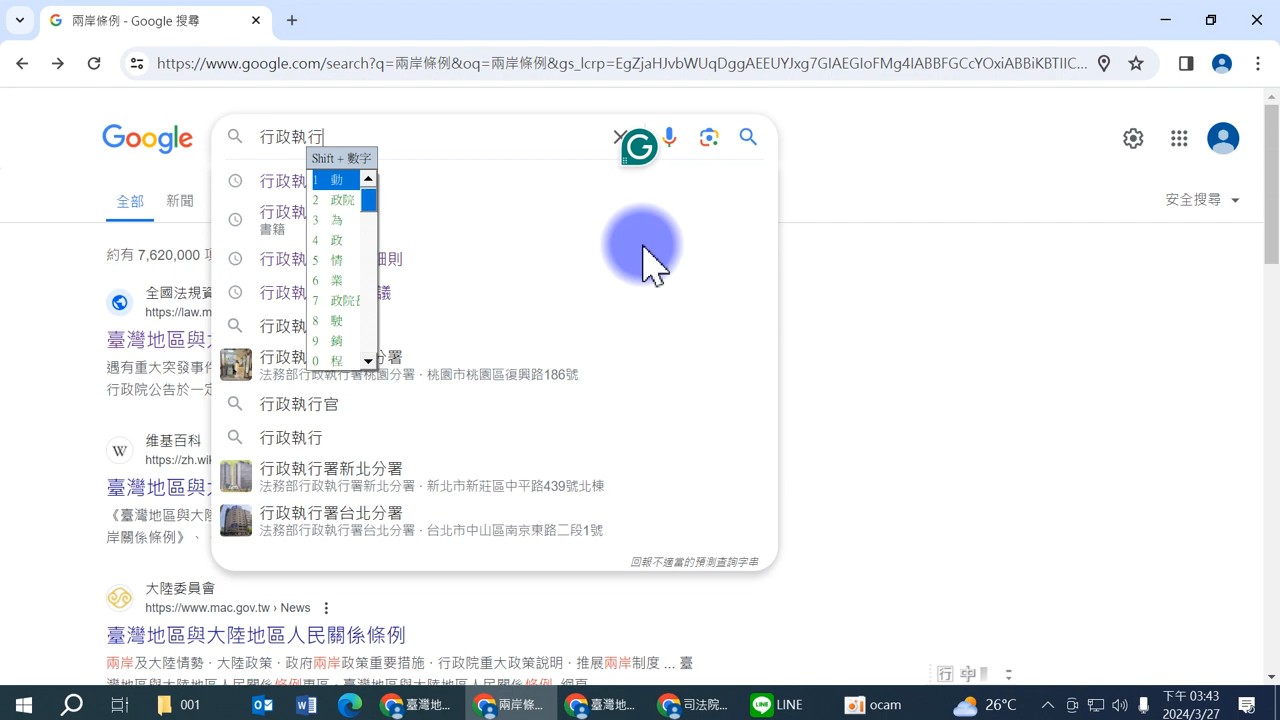 兩岸條例 - Google 搜尋
https://www.google.com/search?q=兩岸條例&oq=兩岸條例&gs_lcrp=EgZjaHJvbWUqDggAEEUYJxg7GIAEGIoFMg4IABBFGCcYOxiABBiKBTIIC...
Google
行政執行
Shift + 數字
1 動
2 政院
3 為
4 政
5 情
6 業
7 政院
8 駛
9 銷
0 程
行政執
行政執
書籍
行政執 細則
行政執 議
行政執
行政執 分署
法務部行政執行署桃園分署 · 桃園市桃園區復興路186號
行政執行官
行政執行
行政執行署新北分署
法務部行政執行署新北分署 · 新北市新莊區中平路439號北棟
行政執行署台北分署
法務部行政執行署台北分署 · 台北市中山區南京東路二段1號
回報不適當的預測查詢字串
全部 新聞
安全搜尋
約有 7,620,000 項
全國法規資
https://law.m
臺灣地區與大
遇有重大突發事件
行政院公告於一定
維基百科
https://zh.wik
臺灣地區與大
《臺灣地區與大陸
岸關係條例》、
大陸委員會
https://www.mac.gov.tw › News
臺灣地區與大陸地區人民關係條例
兩岸及大陸情勢 · 大陸政策 · 政府兩岸政策重要措施 · 行政院重大政策說明 · 推展兩岸制度 ... 臺
行 中
001
臺灣地...
兩岸條...
臺灣地...
司法院...
LINE
ocam
26°C
下午 03:43
2024/3/27